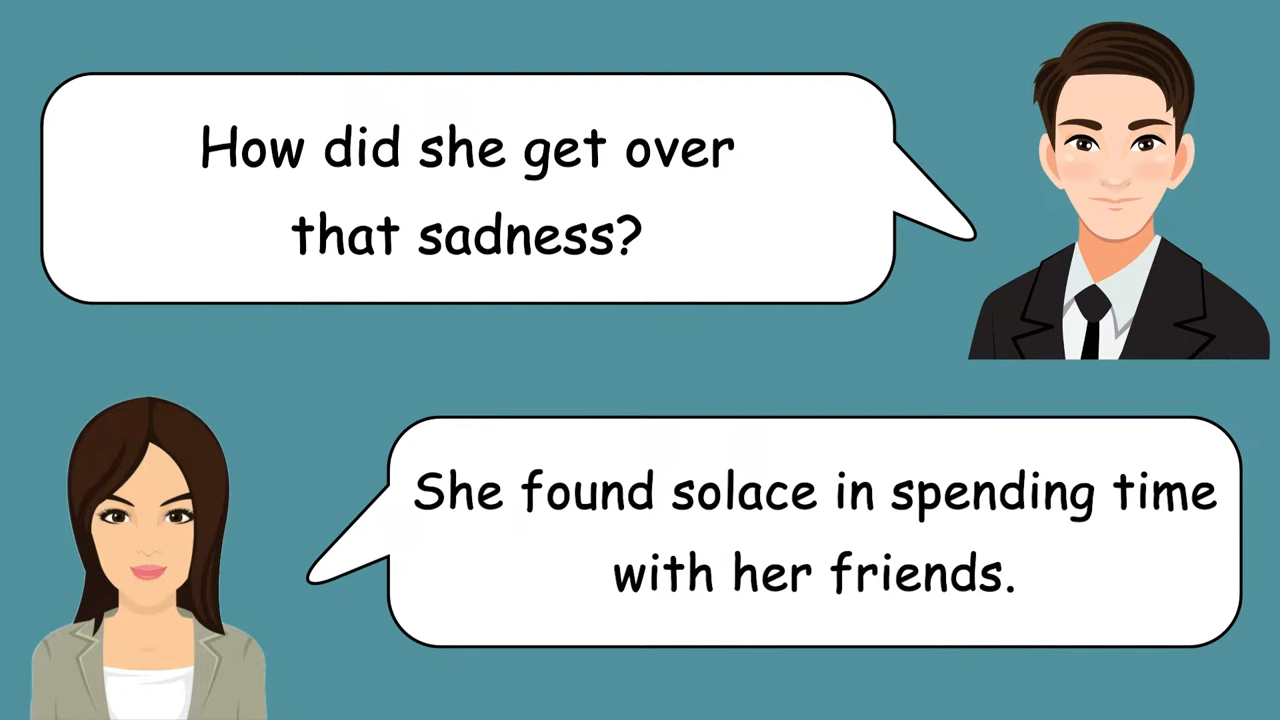 How did she get over
that sadness?
She found solace in spending time
with her friends.